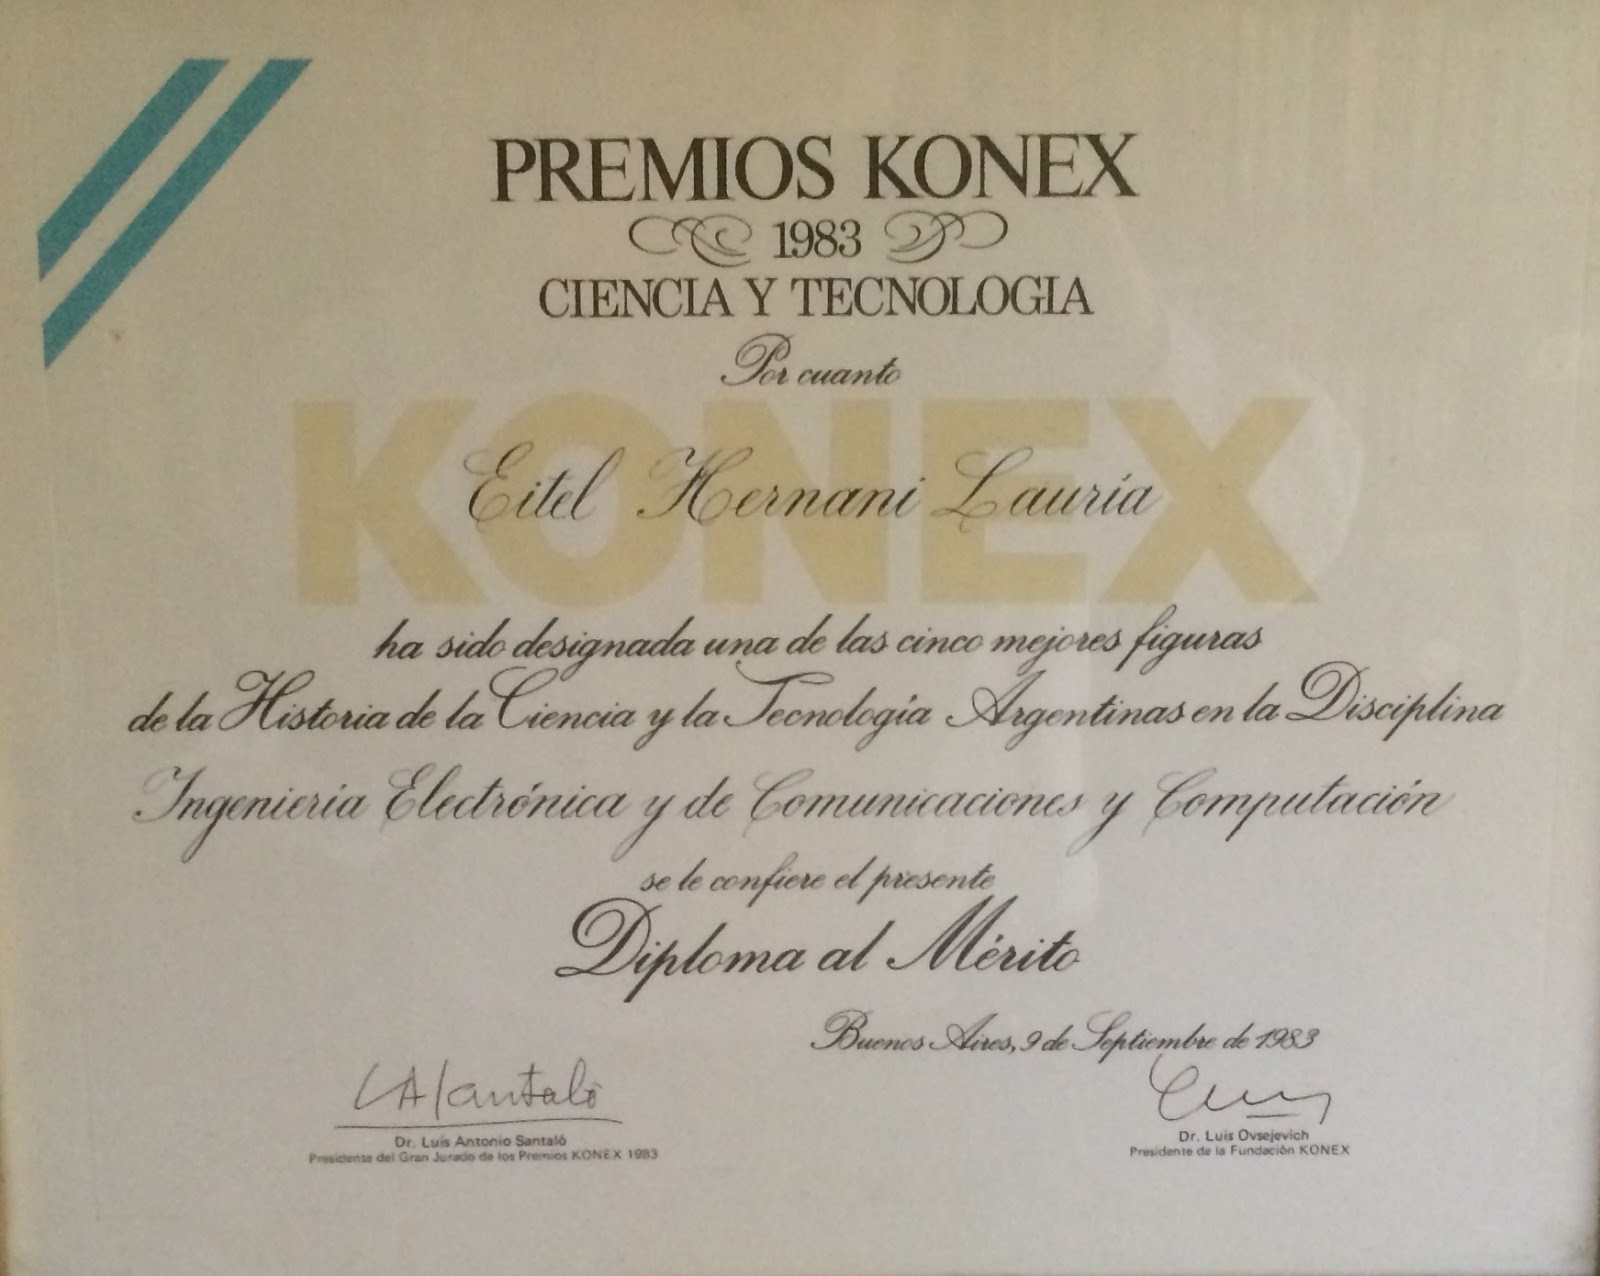 PREMIOS KONEX
1983
CIENCIA Y TECNOLOGIA
Por cuanto
KONEX
Eitel Hernani Lauría
ha sido designada una de las cinco mejores figuras
de la Historia de la Ciencia y la Tecnología Argentinas en la Disciplina
Ingeniería Electrónica y de Comunicaciones y Computación
se le confiere el presente
Diploma al Mérito
Buenos Aires, 9 de Septiembre de 1983
LASantaló
Dr. Luis Antonio Santaló
Presidente del Gran Jurado de los Premios KONEX 1983
Dr. Luis Ovsejevich
Presidente de la Fundación KONEX